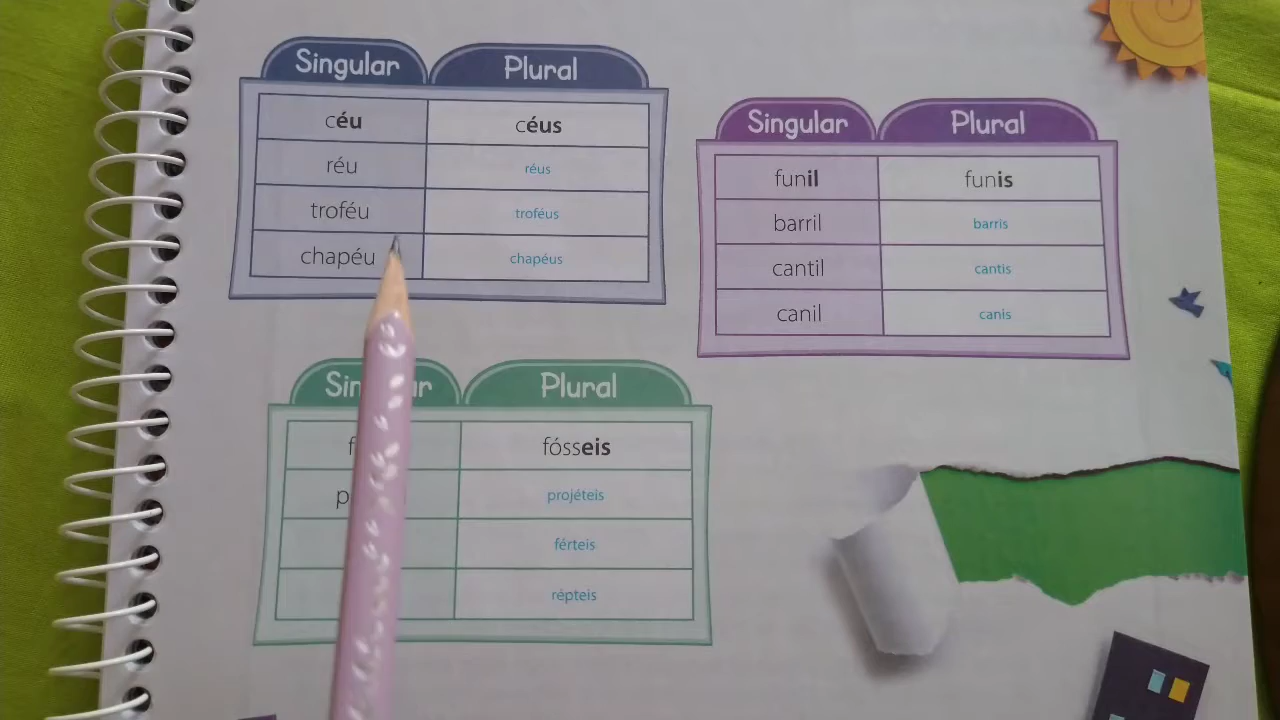 Singular Plural
céu céus
réu réus
troféu troféus
chapéu chapéus
Singular Plural
funil funis
barril barris
cantil cantis
canil canis
Plural
fósseis
projéteis
férteis
répteis